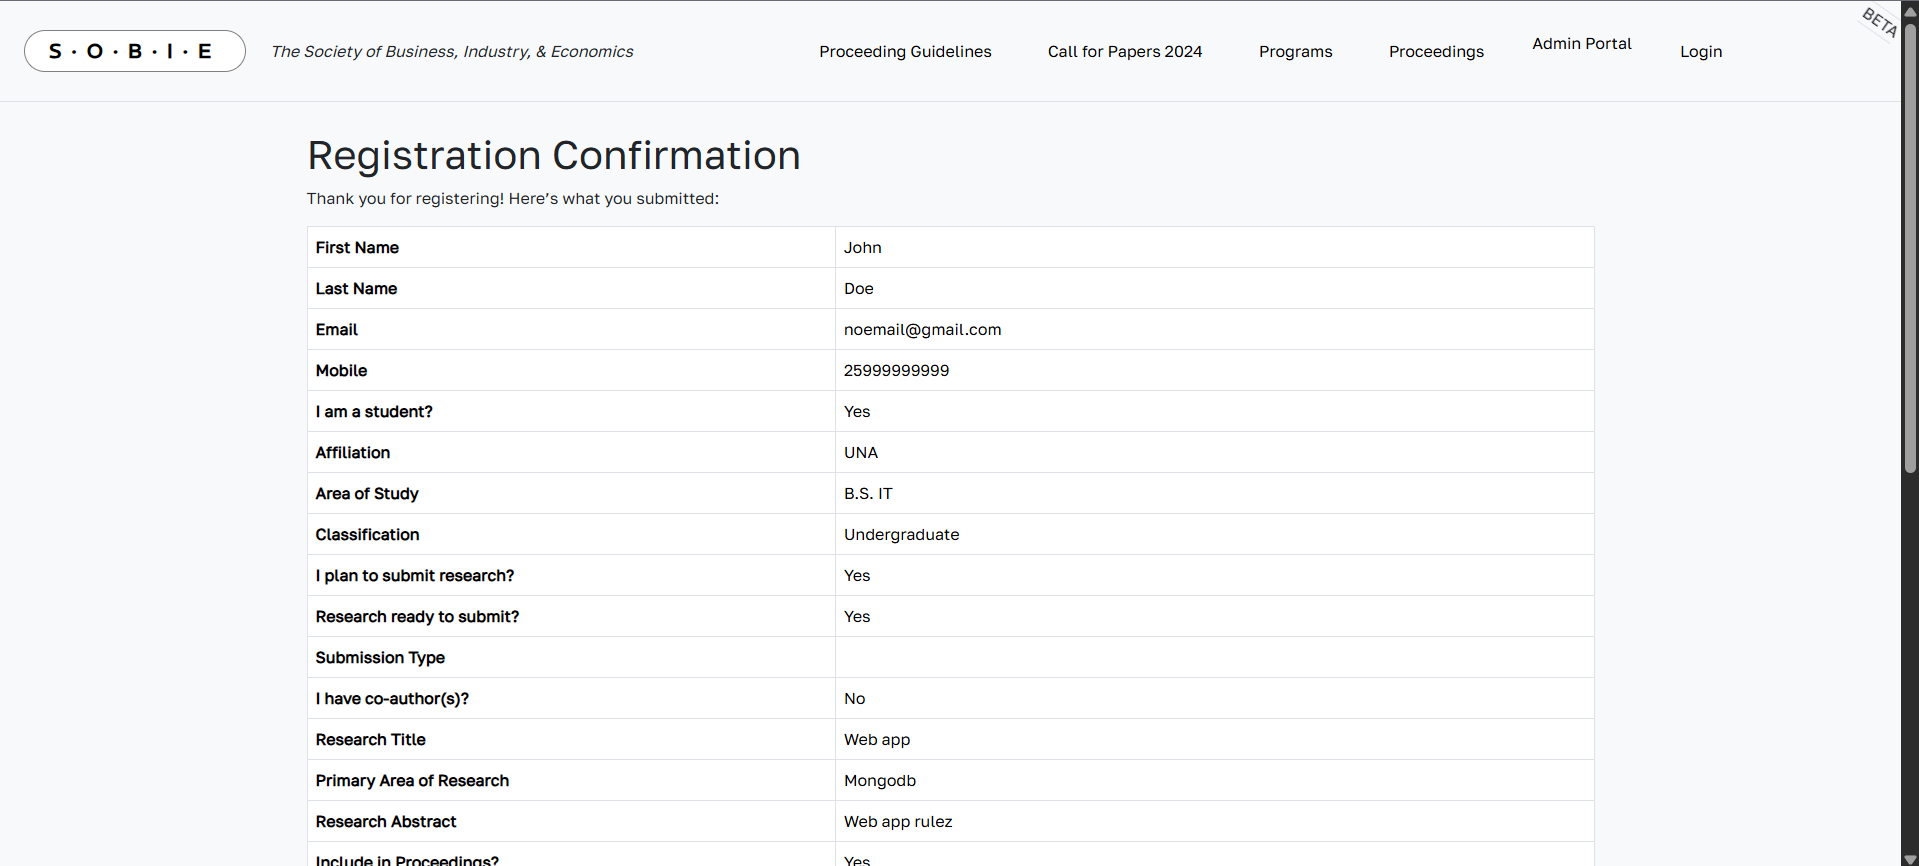 S·O·B·I·E The Society of Business, Industry, & Economics Proceeding Guidelines Call for Papers 2024 Programs Proceedings Admin Portal Login BETA
Registration Confirmation
Thank you for registering! Here’s what you submitted:
First Name John
Last Name Doe
Email noemail@gmail.com
Mobile 25999999999
I am a student? Yes
Affiliation UNA
Area of Study B.S. IT
Classification Undergraduate
I plan to submit research? Yes
Research ready to submit? Yes
Submission Type
I have co-author(s)? No
Research Title Web app
Primary Area of Research Mongodb
Research Abstract Web app rulez
Include in Proceedings? Yes